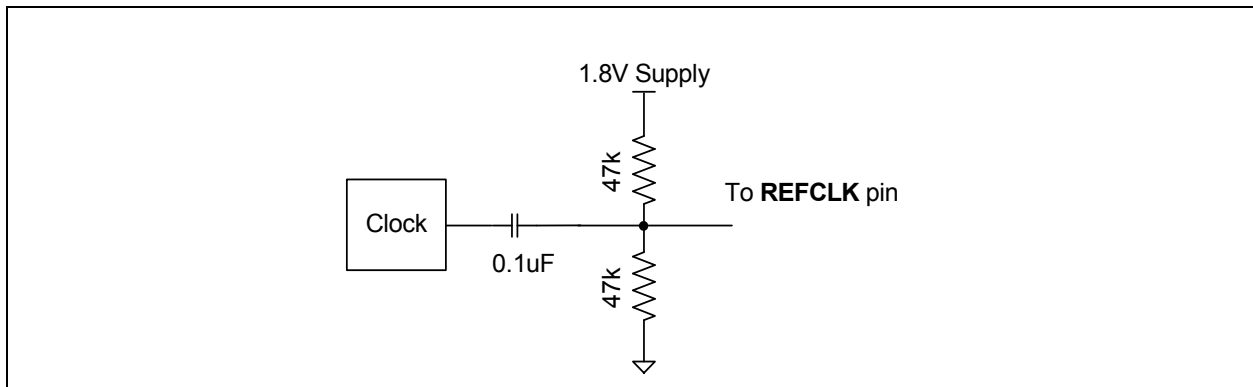 1.8V Supply
47k
To REFCLK pin
Clock
0.1uF
47k